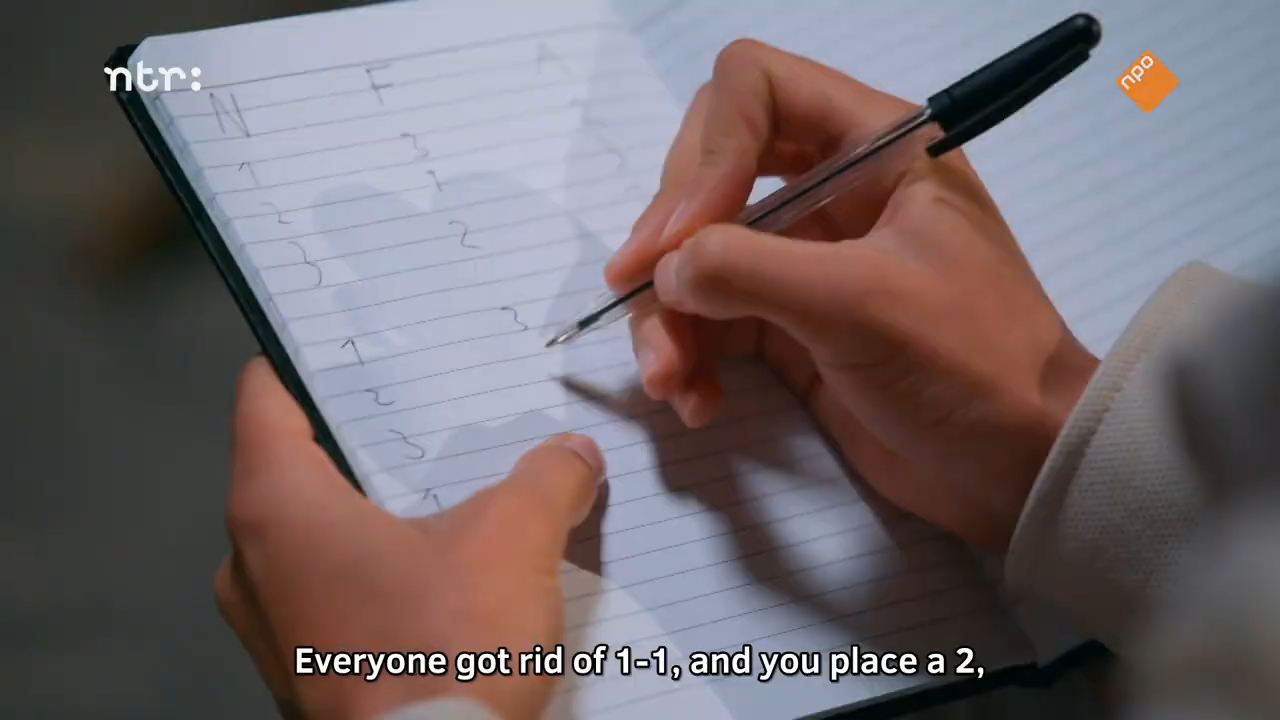 ntr:
npo
N F A
1 3
2 1
3 2
1 3
2
3
1
Everyone got rid of 1-1, and you place a 2,